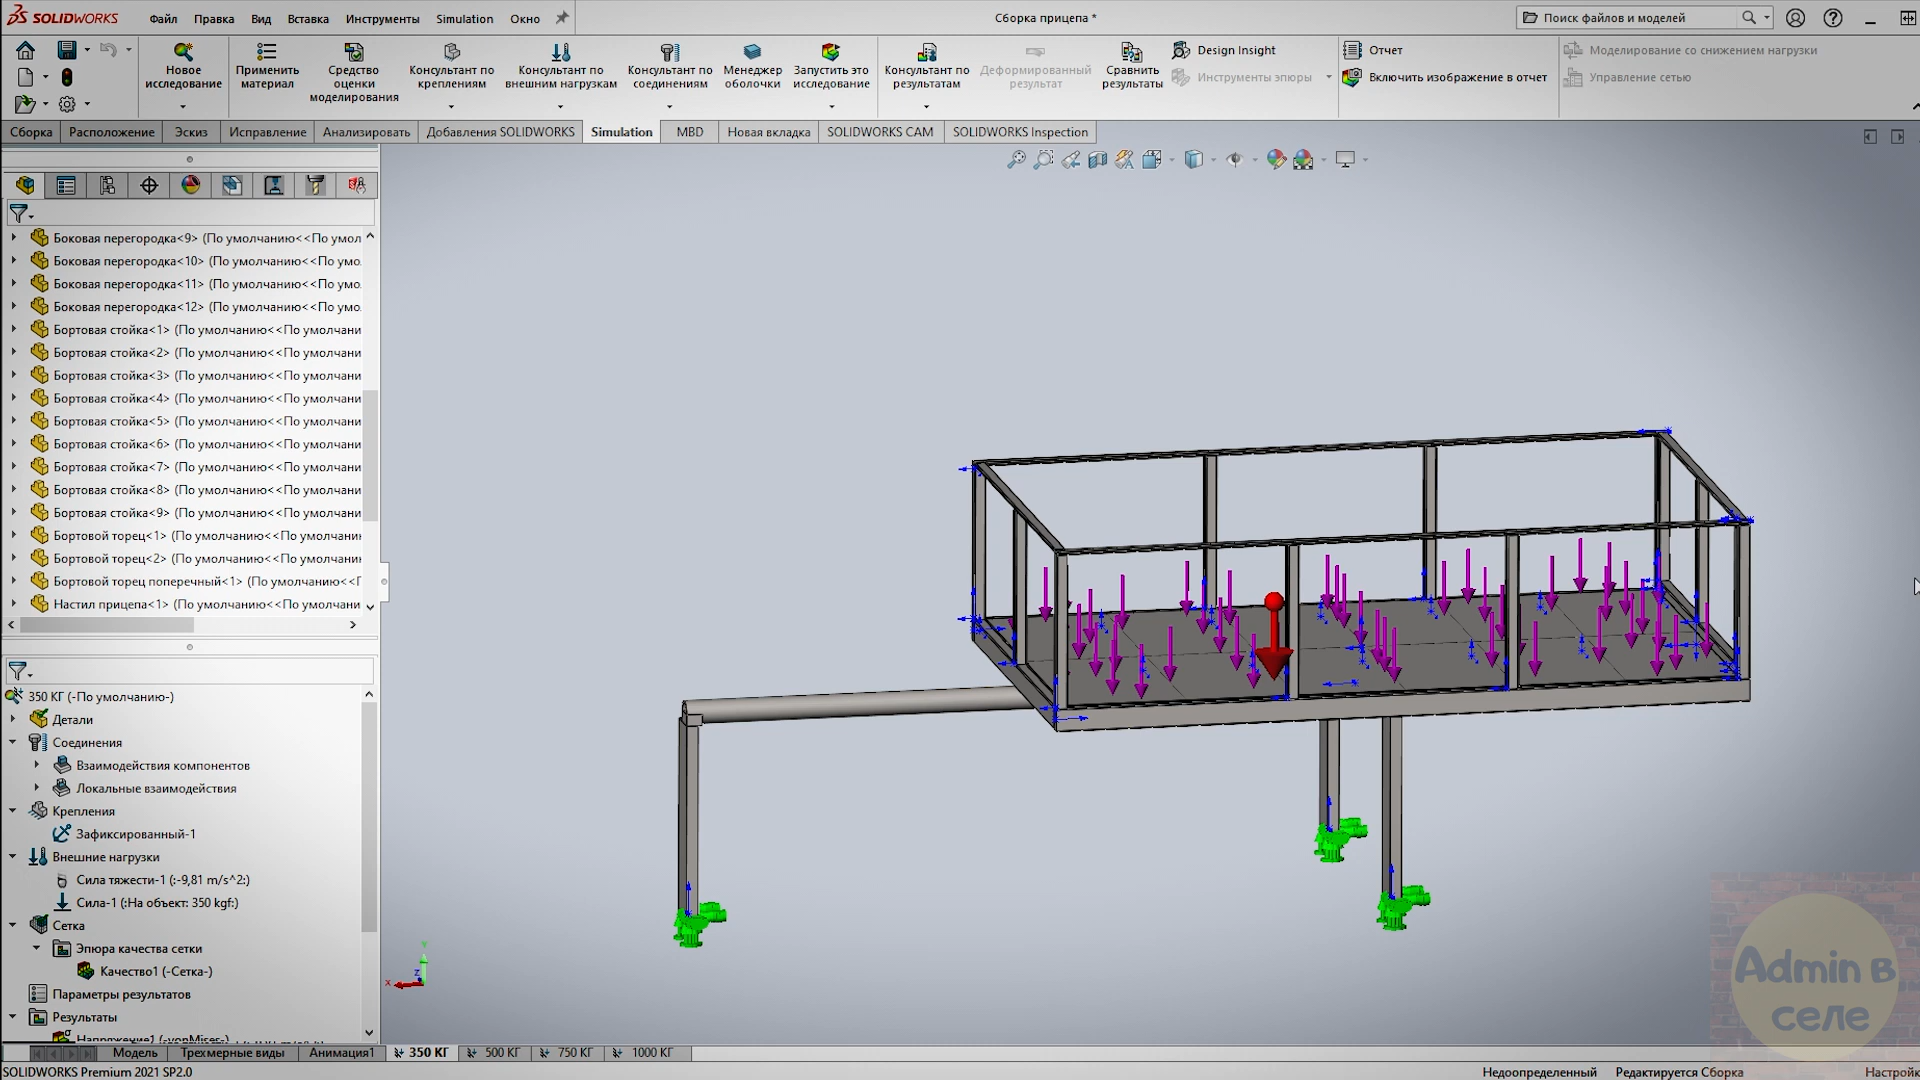 SOLIDWORKS Файл Правка Вид Вставка Инструменты Simulation Окно Сборка прицепа * Поиск файлов и моделей
Новое исследование
Применить материал
Средство оценки моделирования
Консультант по креплениям
Консультант по внешним нагрузкам
Консультант по соединениям
Менеджер оболочки
Запустить это исследование
Консультант по результатам
Деформированный результат
Сравнить результаты
Design Insight
Инструменты эпюры
Отчет
Включить изображение в отчет
Моделирование со снижением нагрузки
Управление сетью
Сборка Расположение Эскиз Исправление Анализировать Добавления SOLIDWORKS Simulation MBD Новая вкладка SOLIDWORKS CAM SOLIDWORKS Inspection
Боковая перегородка<9> (По умолчанию<<По умол
Боковая перегородка<10> (По умолчанию<<По умо
Боковая перегородка<11> (По умолчанию<<По умо
Боковая перегородка<12> (По умолчанию<<По умо
Бортовая стойка<1> (По умолчанию<<По умолчани
Бортовая стойка<2> (По умолчанию<<По умолчани
Бортовая стойка<3> (По умолчанию<<По умолчани
Бортовая стойка<4> (По умолчанию<<По умолчани
Бортовая стойка<5> (По умолчанию<<По умолчани
Бортовая стойка<6> (По умолчанию<<По умолчани
Бортовая стойка<7> (По умолчанию<<По умолчани
Бортовая стойка<8> (По умолчанию<<По умолчани
Бортовая стойка<9> (По умолчанию<<По умолчани
Бортовой торец<1> (По умолчанию<<По умолчани
Бортовой торец<2> (По умолчанию<<По умолчани
Бортовой торец поперечный<1> (По умолчанию<<Г
Настил прицепа<1> (По умолчанию<<По умолчани
350 КГ (-По умолчанию-)
Детали
Соединения
Взаимодействия компонентов
Локальные взаимодействия
Крепления
Зафиксированный-1
Внешние нагрузки
Сила тяжести-1 (:-9,81 m/s^2:)
Сила-1 (:На объект: 350 kgf:)
Сетка
Эпюра качества сетки
Качество1 (-Сетка-)
Параметры результатов
Результаты
Напряжение1 (-vonMises-)
Y
Z
X
Admin в селе
Модель Трехмерные виды Анимация1 350 КГ 500 КГ 750 КГ 1000 КГ
SOLIDWORKS Premium 2021 SP2.0 Недоопределенный Редактируется Сборка Настройк